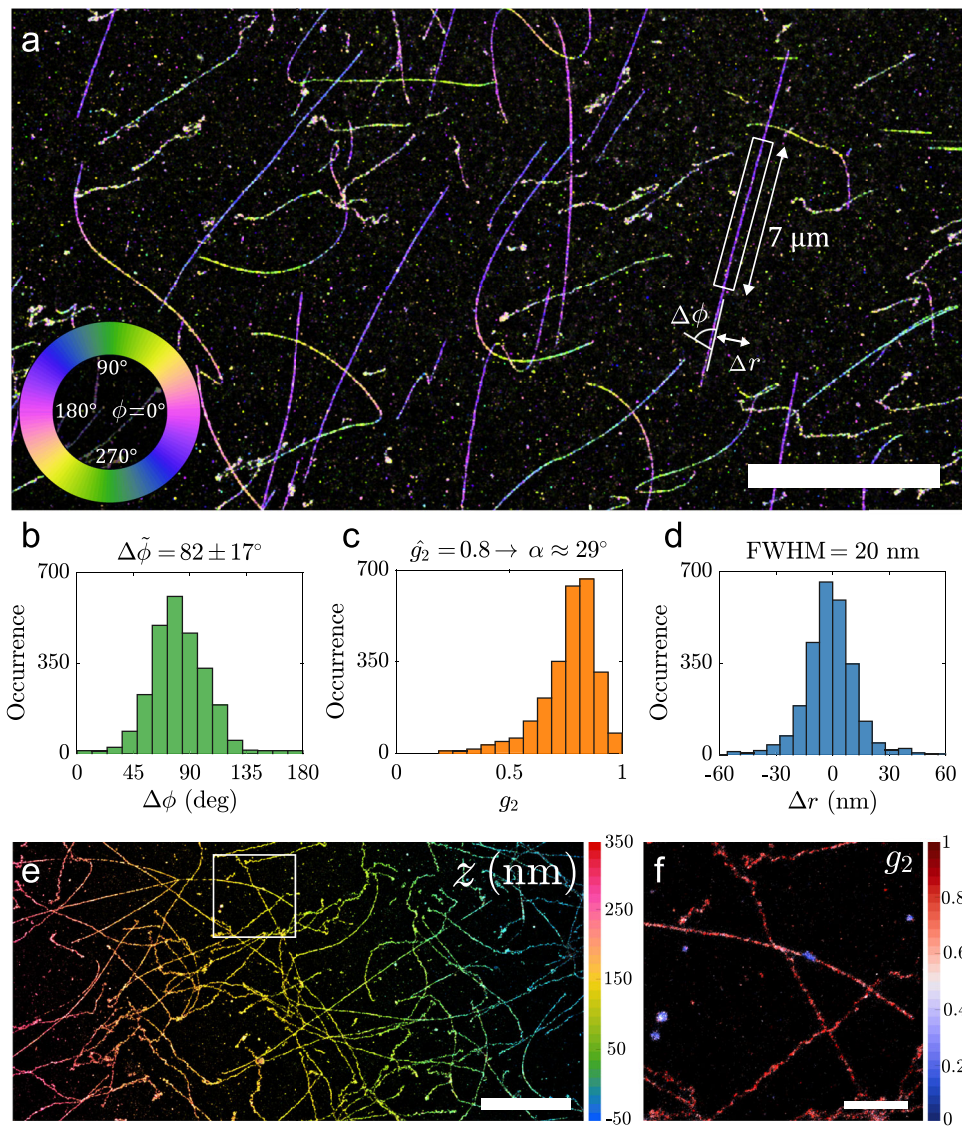 a
7 μm
Δϕ
Δr
90°
180° ϕ=0°
270°
b
Δϕ̃ = 82 ± 17°
700
350
0
Occurrence
0 45 90 135 180
Δϕ (deg)
c
ĝ₂ = 0.8 → α ≈ 29°
700
350
0
Occurrence
0 0.5 1
g₂
d
FWHM = 20 nm
700
350
0
Occurrence
-60 -30 0 30 60
Δr (nm)
e
z (nm)
350
250
150
50
-50
f
g₂
1
0.8
0.6
0.4
0.2
0